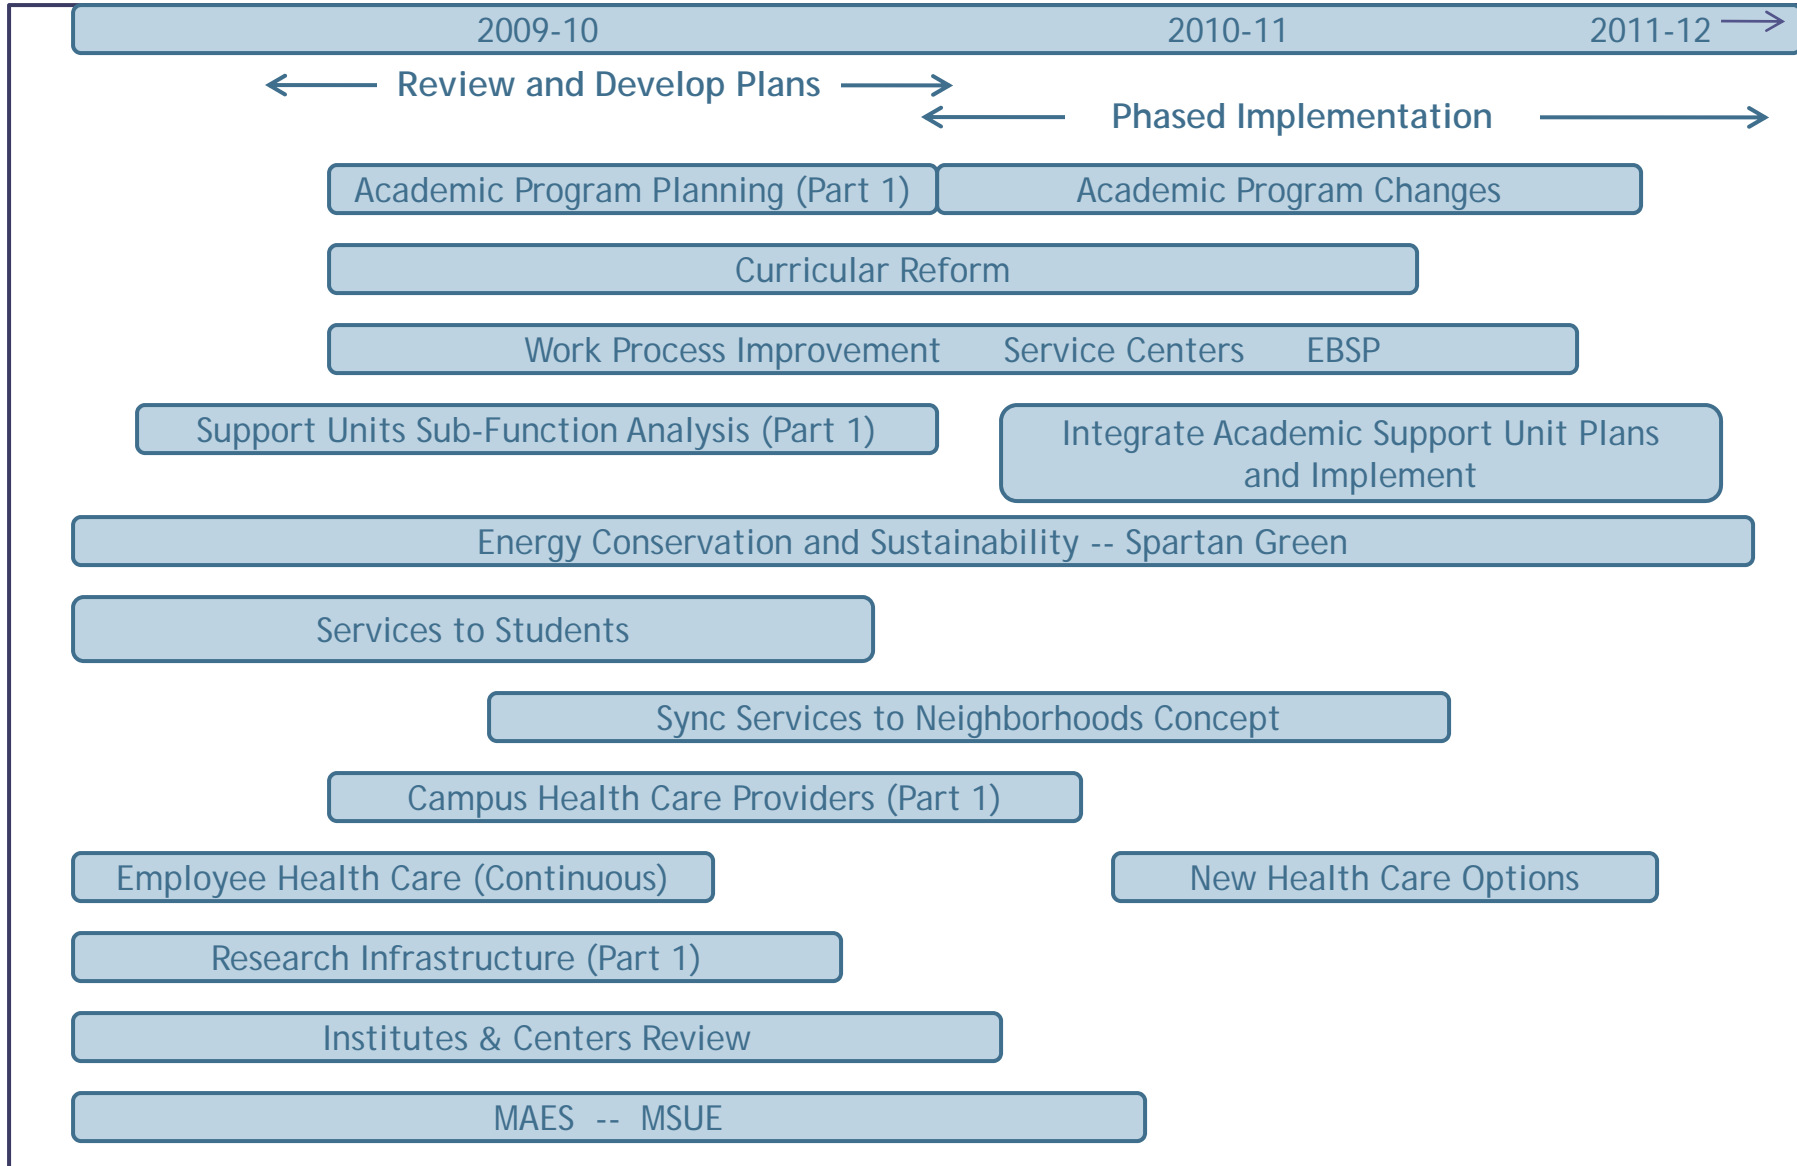 2009-10 2010-11 2011-12
Review and Develop Plans
Phased Implementation
Academic Program Planning (Part 1) Academic Program Changes
Curricular Reform
Work Process Improvement Service Centers EBSP
Support Units Sub-Function Analysis (Part 1)
Integrate Academic Support Unit Plans
and Implement
Energy Conservation and Sustainability -- Spartan Green
Services to Students
Sync Services to Neighborhoods Concept
Campus Health Care Providers (Part 1)
Employee Health Care (Continuous) New Health Care Options
Research Infrastructure (Part 1)
Institutes & Centers Review
MAES -- MSUE